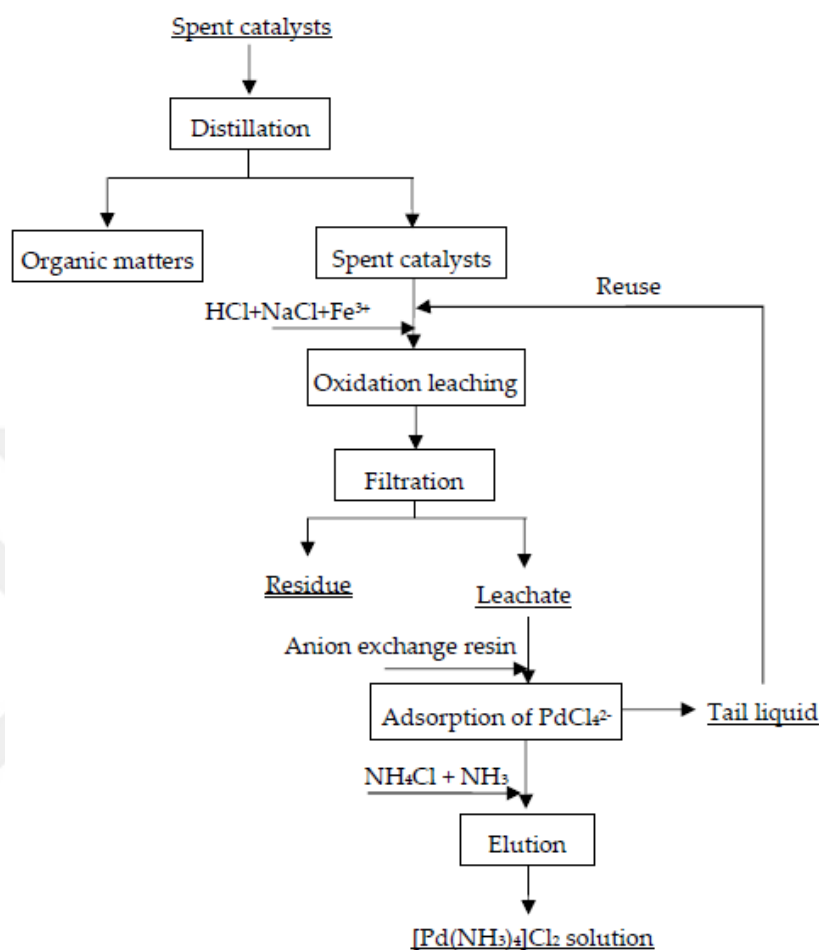 Spent catalysts
Distillation
Organic matters
Spent catalysts
Reuse
HCl+NaCl+Fe³⁺
Oxidation leaching
Filtration
Residue
Leachate
Anion exchange resin
Adsorption of PdCl₄²⁻
Tail liquid
NH₄Cl + NH₃
Elution
[Pd(NH₃)₄]Cl₂ solution